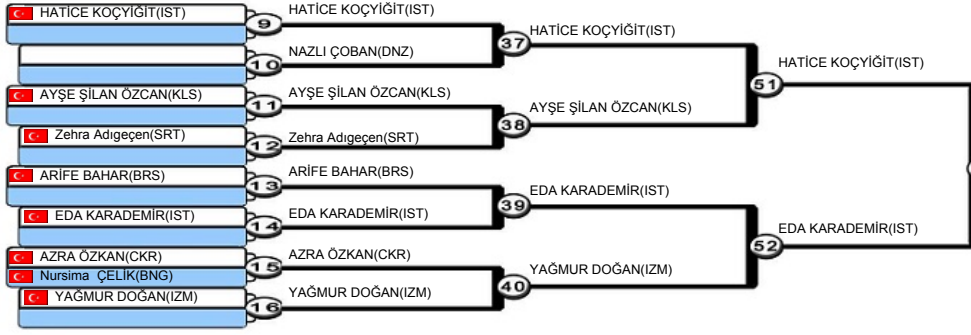 HATİCE KOÇYİĞİT(IST)
9
HATİCE KOÇYİĞİT(IST)
37
HATİCE KOÇYİĞİT(IST)
10
NAZLI ÇOBAN(DNZ)
51
HATİCE KOÇYİĞİT(IST)
AYŞE ŞİLAN ÖZCAN(KLS)
11
AYŞE ŞİLAN ÖZCAN(KLS)
38
AYŞE ŞİLAN ÖZCAN(KLS)
Zehra Adıgeçen(SRT)
12
Zehra Adıgeçen(SRT)
ARİFE BAHAR(BRS)
13
ARİFE BAHAR(BRS)
39
EDA KARADEMİR(IST)
EDA KARADEMİR(IST)
14
EDA KARADEMİR(IST)
52
EDA KARADEMİR(IST)
AZRA ÖZKAN(CKR)
Nursima ÇELİK(BNG)
15
AZRA ÖZKAN(CKR)
40
YAĞMUR DOĞAN(IZM)
YAĞMUR DOĞAN(IZM)
16
YAĞMUR DOĞAN(IZM)